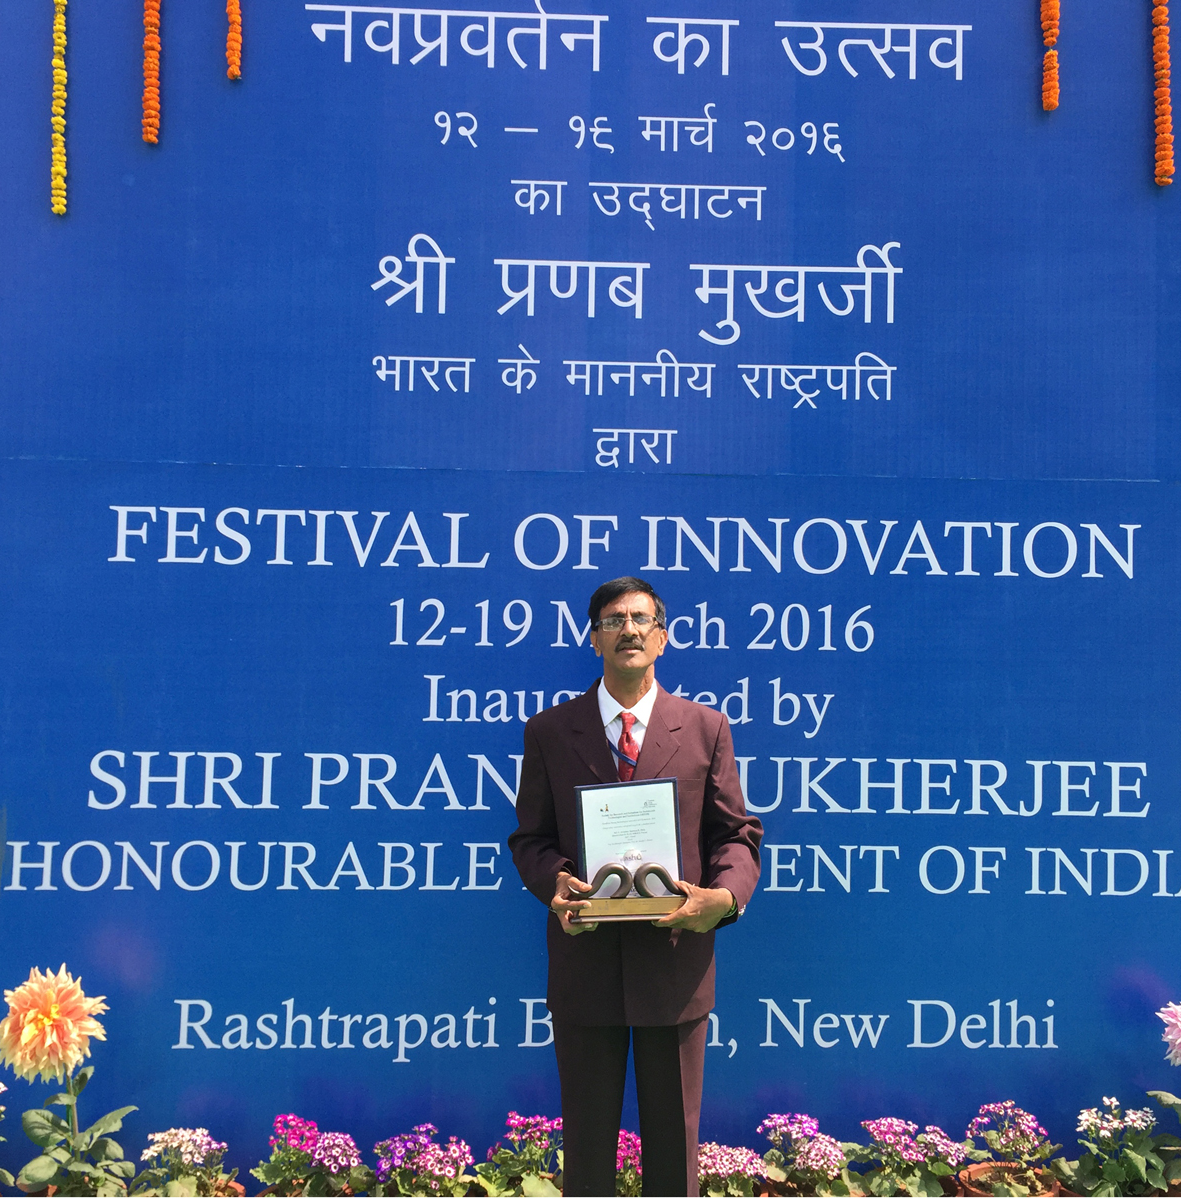 नवप्रवर्तन का उत्सव
१२ – १९ मार्च २०१६
का उद्‌घाटन
श्री प्रणब मुखर्जी
भारत के माननीय राष्ट्रपति
द्वारा
FESTIVAL OF INNOVATION
12-19 M ch 2016
Inaug ted by
SHRI PRAN UKHERJEE
HONOURABLE ENT OF INDIA
Rashtrapati B n, New Delhi